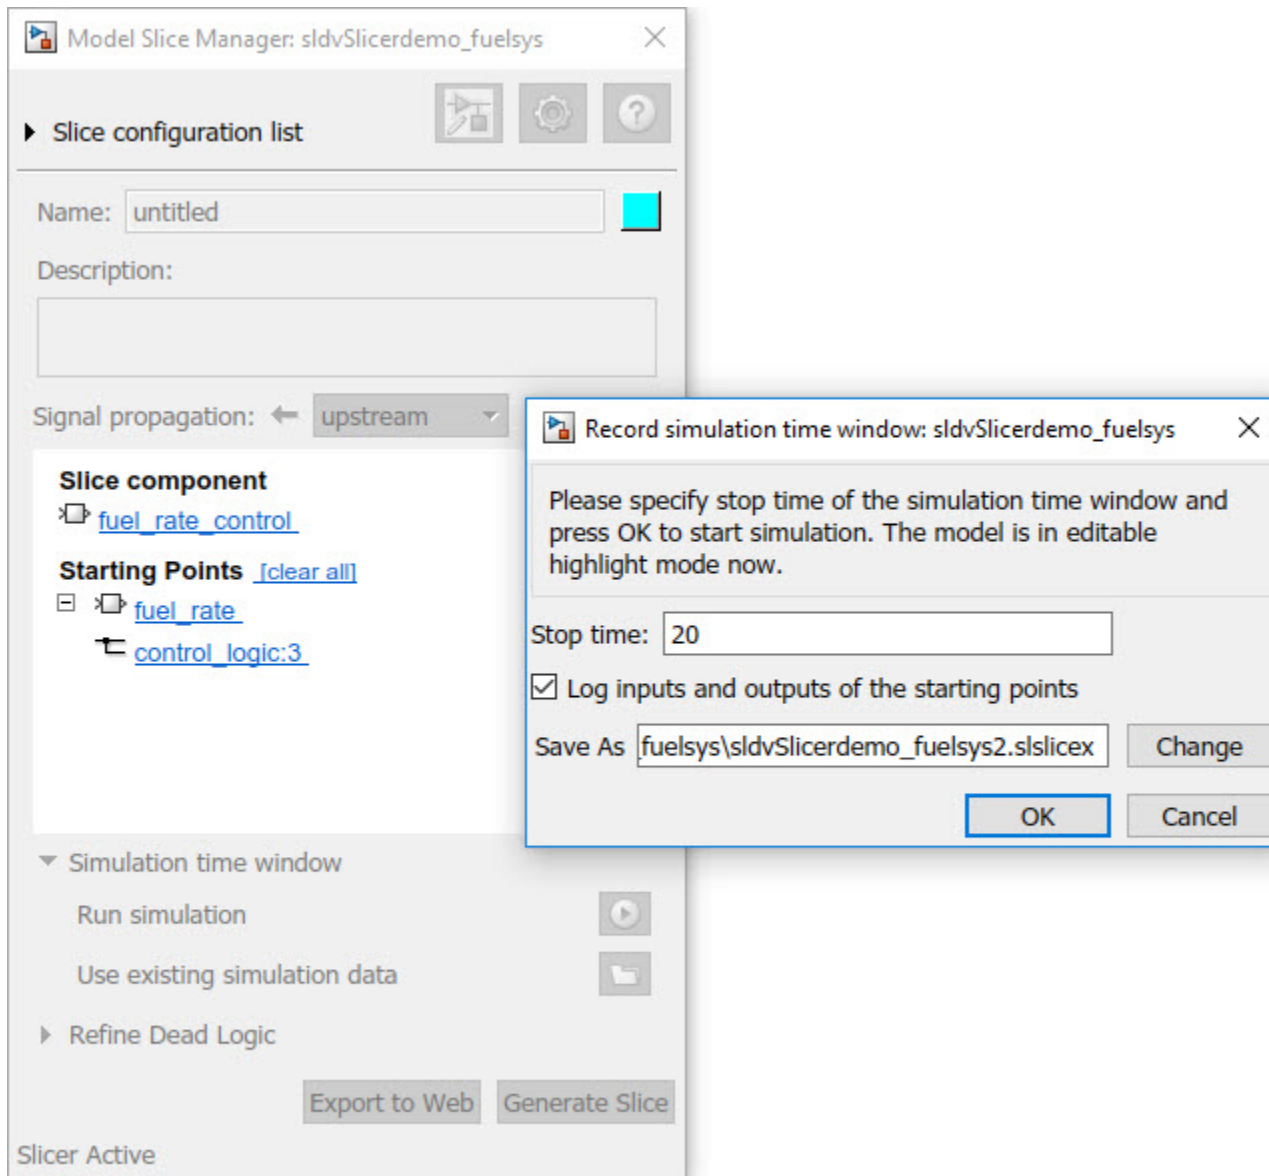 Model Slice Manager: sldvSlicerdemo_fuelsys
Slice configuration list
?
Name: untitled
Description:
Signal propagation: upstream
Slice component
fuel_rate_control
Starting Points [clear all]
fuel_rate
control_logic:3
Simulation time window
Run simulation
Use existing simulation data
Refine Dead Logic
Export to Web Generate Slice
Slicer Active
Record simulation time window: sldvSlicerdemo_fuelsys
Please specify stop time of the simulation time window and
press OK to start simulation. The model is in editable
highlight mode now.
Stop time: 20
Log inputs and outputs of the starting points
Save As _fuelsys\sldvSlicerdemo_fuelsys2.slslicex Change
OK Cancel